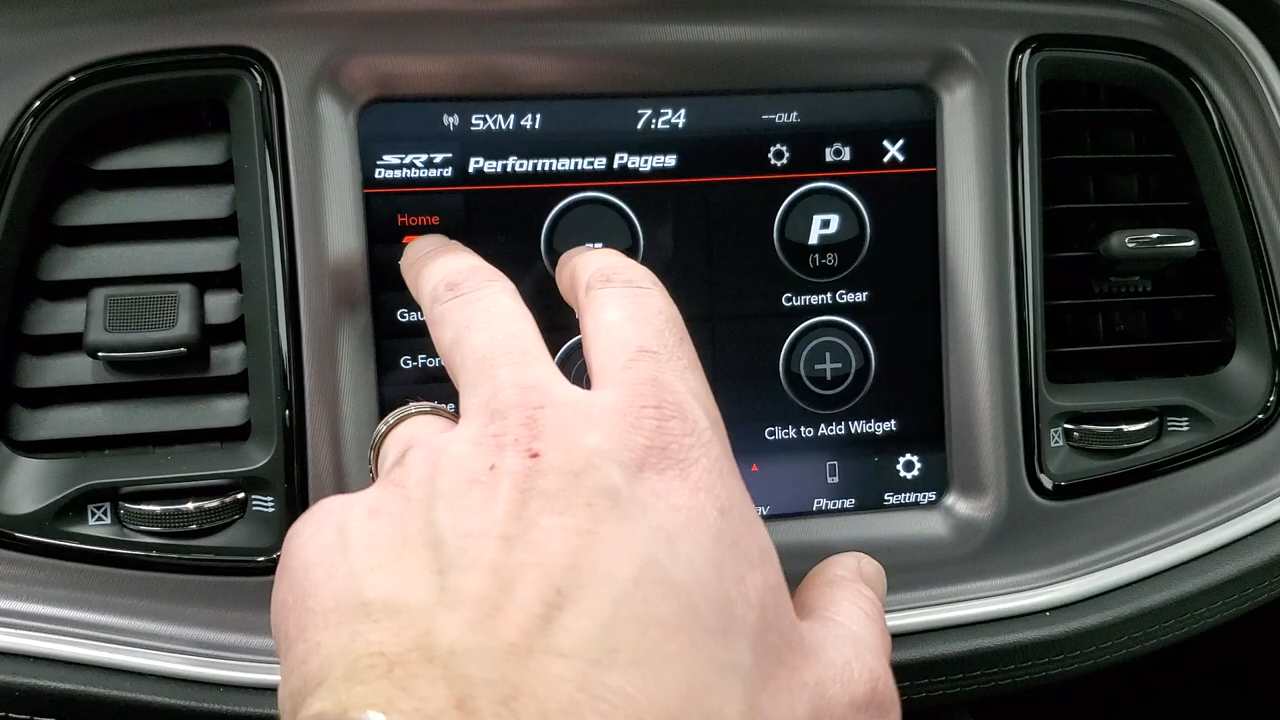 SXM 41
7:24
--out.
SRT
Dashboard
Performance Pages
Home
P
(1-8)
Current Gear
Click to Add Widget
Phone
Settings